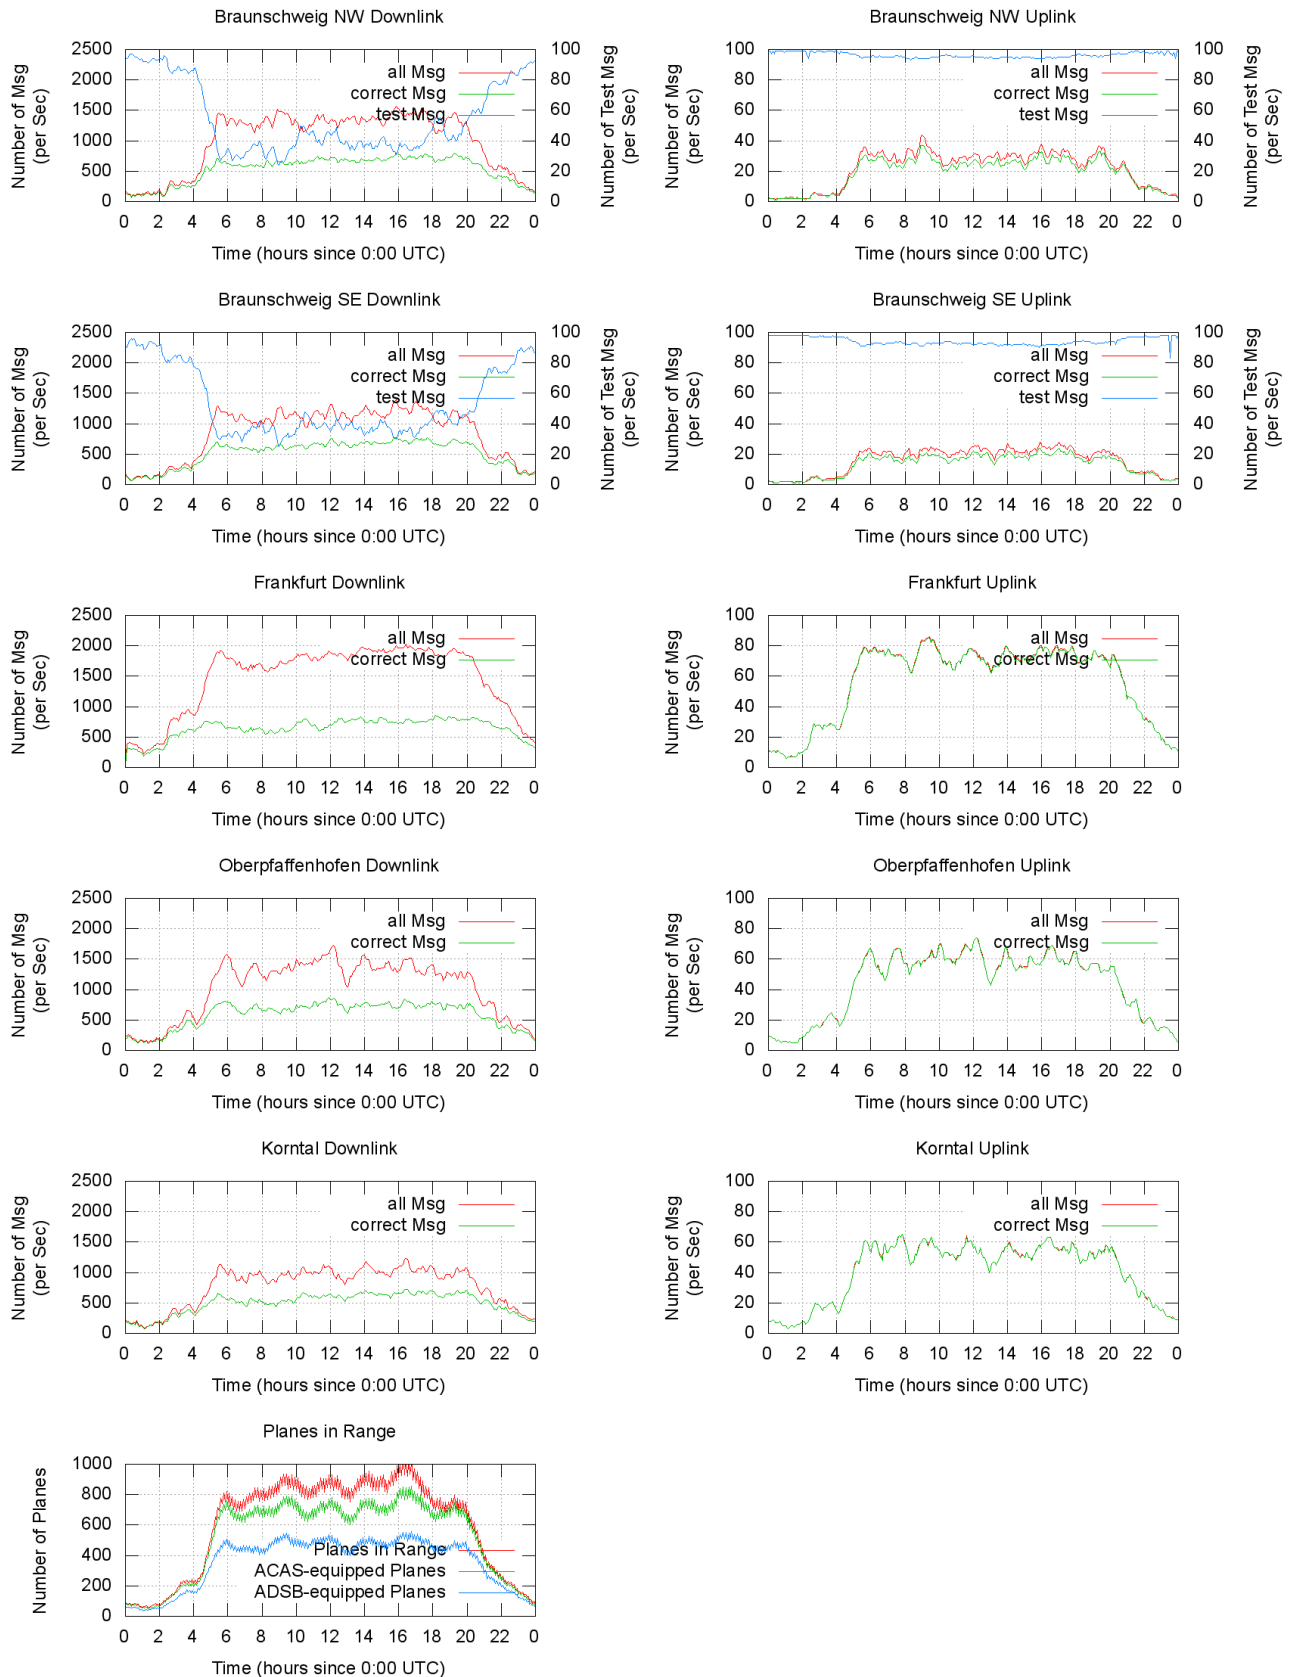 Braunschweig NW Downlink
Number of Msg
(per Sec)
2500
2000
1500
1000
500
0
100
80
60
40
20
0
Number of Test Msg
(per Sec)
all Msg
correct Msg
test Msg
0 2 4 6 8 10 12 14 16 18 20 22 0
Time (hours since 0:00 UTC)
Braunschweig NW Uplink
Number of Msg
(per Sec)
100
80
60
40
20
0
100
80
60
40
20
0
Number of Test Msg
(per Sec)
all Msg
correct Msg
test Msg
0 2 4 6 8 10 12 14 16 18 20 22 0
Time (hours since 0:00 UTC)
Braunschweig SE Downlink
Number of Msg
(per Sec)
2500
2000
1500
1000
500
0
100
80
60
40
20
0
Number of Test Msg
(per Sec)
all Msg
correct Msg
test Msg
0 2 4 6 8 10 12 14 16 18 20 22 0
Time (hours since 0:00 UTC)
Braunschweig SE Uplink
Number of Msg
(per Sec)
100
80
60
40
20
0
100
80
60
40
20
0
Number of Test Msg
(per Sec)
all Msg
correct Msg
test Msg
0 2 4 6 8 10 12 14 16 18 20 22 0
Time (hours since 0:00 UTC)
Frankfurt Downlink
Number of Msg
(per Sec)
2500
2000
1500
1000
500
0
all Msg
correct Msg
0 2 4 6 8 10 12 14 16 18 20 22 0
Time (hours since 0:00 UTC)
Frankfurt Uplink
Number of Msg
(per Sec)
100
80
60
40
20
0
all Msg
correct Msg
0 2 4 6 8 10 12 14 16 18 20 22 0
Time (hours since 0:00 UTC)
Oberpfaffenhofen Downlink
Number of Msg
(per Sec)
2500
2000
1500
1000
500
0
all Msg
correct Msg
0 2 4 6 8 10 12 14 16 18 20 22 0
Time (hours since 0:00 UTC)
Oberpfaffenhofen Uplink
Number of Msg
(per Sec)
100
80
60
40
20
0
all Msg
correct Msg
0 2 4 6 8 10 12 14 16 18 20 22 0
Time (hours since 0:00 UTC)
Korntal Downlink
Number of Msg
(per Sec)
2500
2000
1500
1000
500
0
all Msg
correct Msg
0 2 4 6 8 10 12 14 16 18 20 22 0
Time (hours since 0:00 UTC)
Korntal Uplink
Number of Msg
(per Sec)
100
80
60
40
20
0
all Msg
correct Msg
0 2 4 6 8 10 12 14 16 18 20 22 0
Time (hours since 0:00 UTC)
Planes in Range
Number of Planes
1000
800
600
400
200
0
Planes in Range
ACAS-equipped Planes
ADSB-equipped Planes
0 2 4 6 8 10 12 14 16 18 20 22 0
Time (hours since 0:00 UTC)